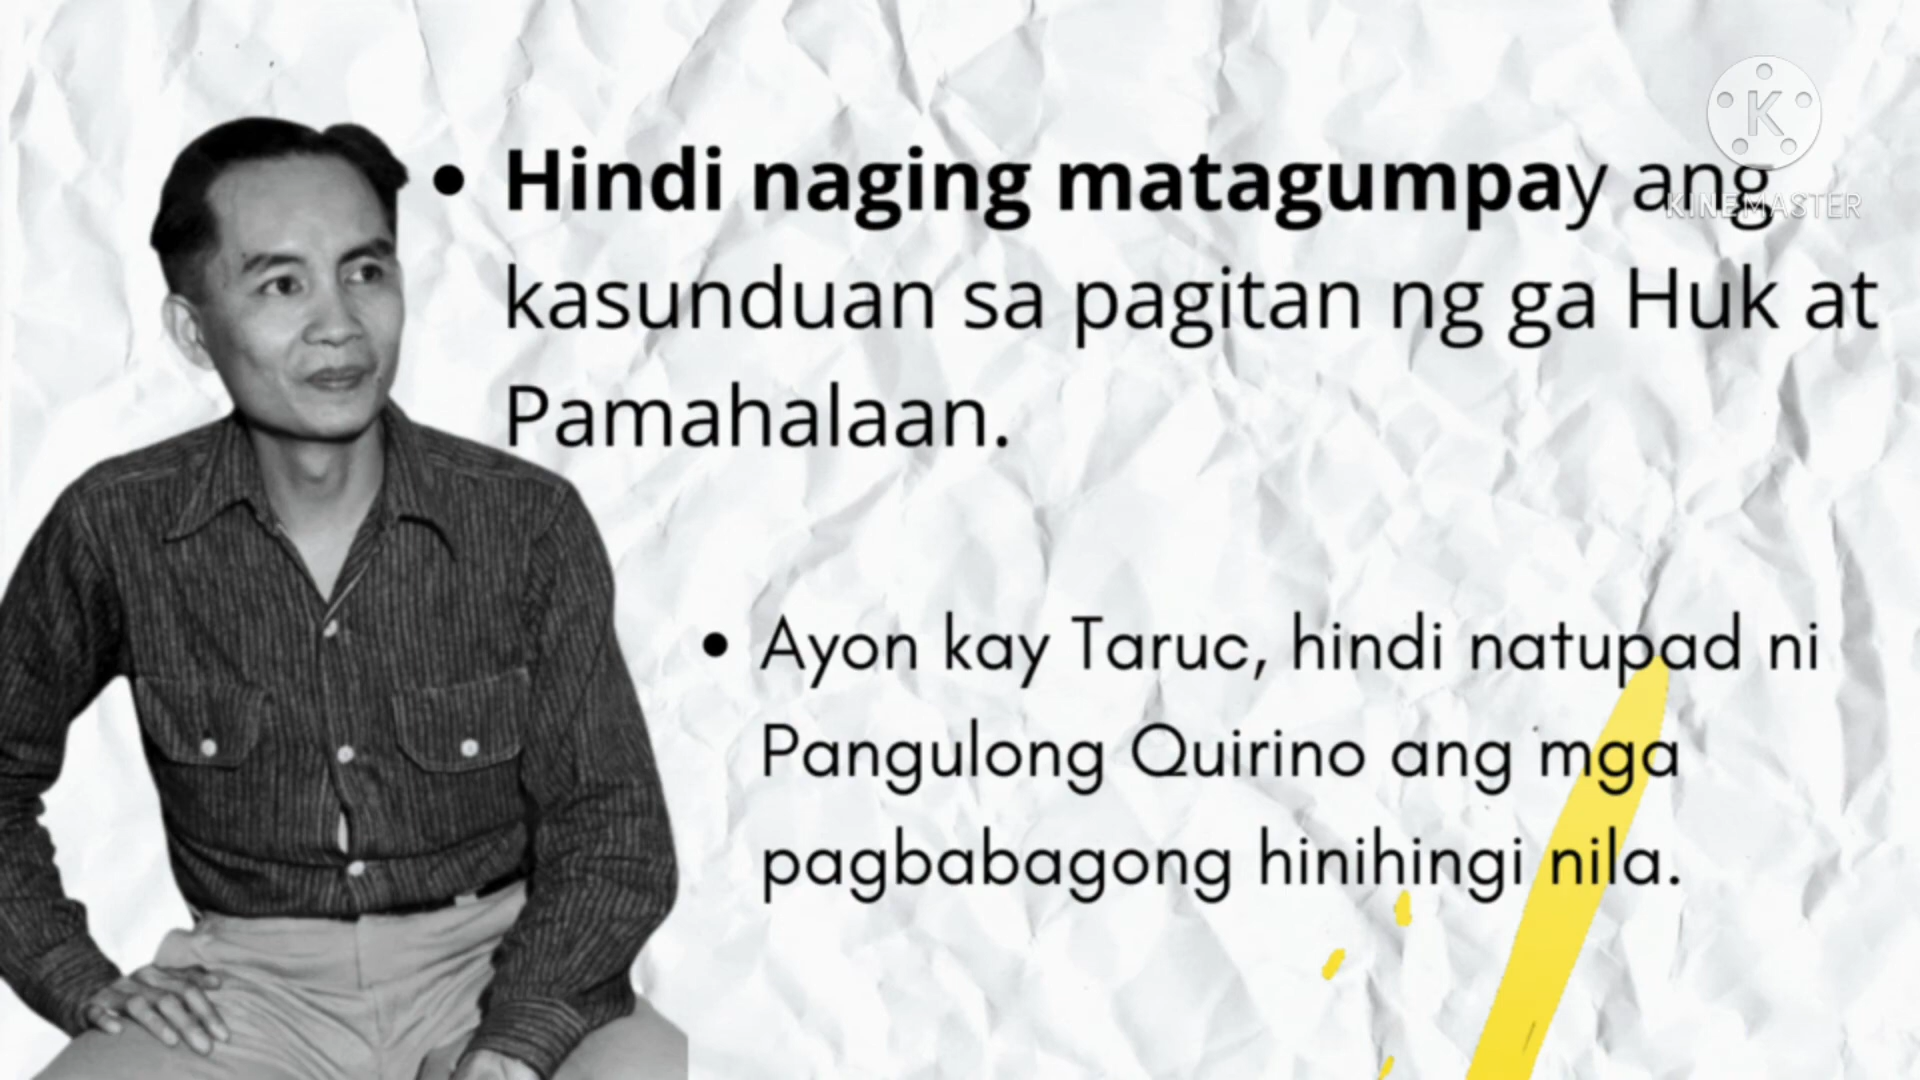 Hindi naging matagumpay ang
kasunduan sa pagitan ng ga Huk at
Pamahalaan.
Ayon kay Taruc, hindi natupad ni
Pangulong Quirino ang mga
pagbabagong hinihingi nila.
K
KINEMASTER